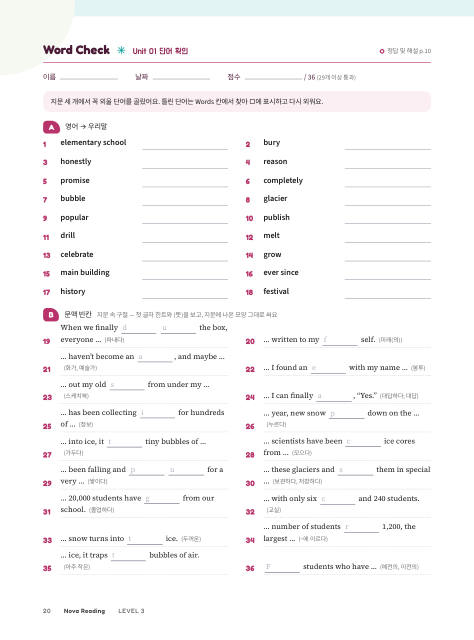 Word Check ✳ Unit 01 단어 확인
정답 및 해설 p.10
이름 날짜 점수 / 36 (29개 이상 통과)
지문 세 개에서 꼭 외울 단어를 골랐어요. 틀린 단어는 Words 칸에서 찾아 ☐에 표시하고 다시 외워요.
A 영어 → 우리말
1 elementary school 2 bury
3 honestly 4 reason
5 promise 6 completely
7 bubble 8 glacier
9 popular 10 publish
11 drill 12 melt
13 celebrate 14 grow
15 main building 16 ever since
17 history 18 festival
B 문맥 빈칸 지문 속 구절 — 첫 글자 힌트와 (뜻)을 보고, 지문에 나온 모양 그대로 써요
When we finally d u the box,
19 everyone ... (파내다)
20 ... written to my f self. (미래(의))
... haven't become an a , and maybe ...
21 (화가, 예술가)
22 ... I found an e with my name ... (봉투)
... out my old s from under my ...
23 (스케치북)
24 ... I can finally a , “Yes.” (대답하다; 대답)
... has been collecting i for hundreds
25 of ... (정보)
... year, new snow p down on the ...
26 (누르다)
... into ice, it t tiny bubbles of ...
27 (가두다)
... scientists have been c ice cores
28 from ... (모으다)
... been falling and p u for a
29 very ... (쌓이다)
... these glaciers and s them in special
30 ... (보관하다, 저장하다)
... 20,000 students have g from our
31 school. (졸업하다)
... with only six c and 240 students.
32 (교실)
33 ... snow turns into t ice. (두꺼운)
... number of students r 1,200, the
34 largest ... (~에 이르다)
... ice, it traps t bubbles of air.
35 (아주 작은)
36 F students who have ... (예전의, 이전의)
20 Nova Reading LEVEL 3